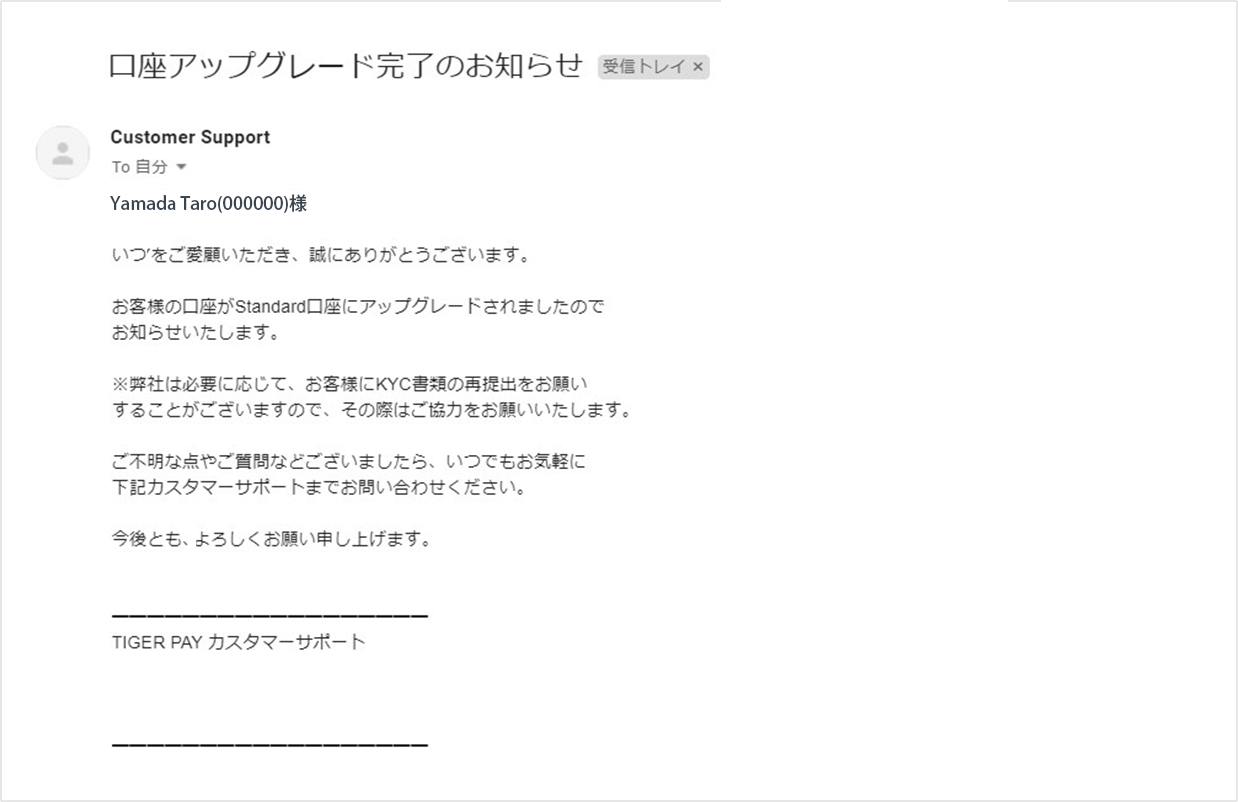 口座アップグレード完了のお知らせ 受信トレイ ×
Customer Support
To 自分
Yamada Taro(000000)様
いつ′をご愛顧いただき、誠にありがとうございます。
お客様の口座がStandard口座にアップグレードされましたので
お知らせいたします。
※弊社は必要に応じて、お客様にKYC書類の再提出をお願い
することがございますので、その際はご協力をお願いいたします。
ご不明な点やご質問などございましたら、いつでもお気軽に
下記カスタマーサポートまでお問い合わせください。
今後とも、よろしくお願い申し上げます。
TIGER PAY カスタマーサポート